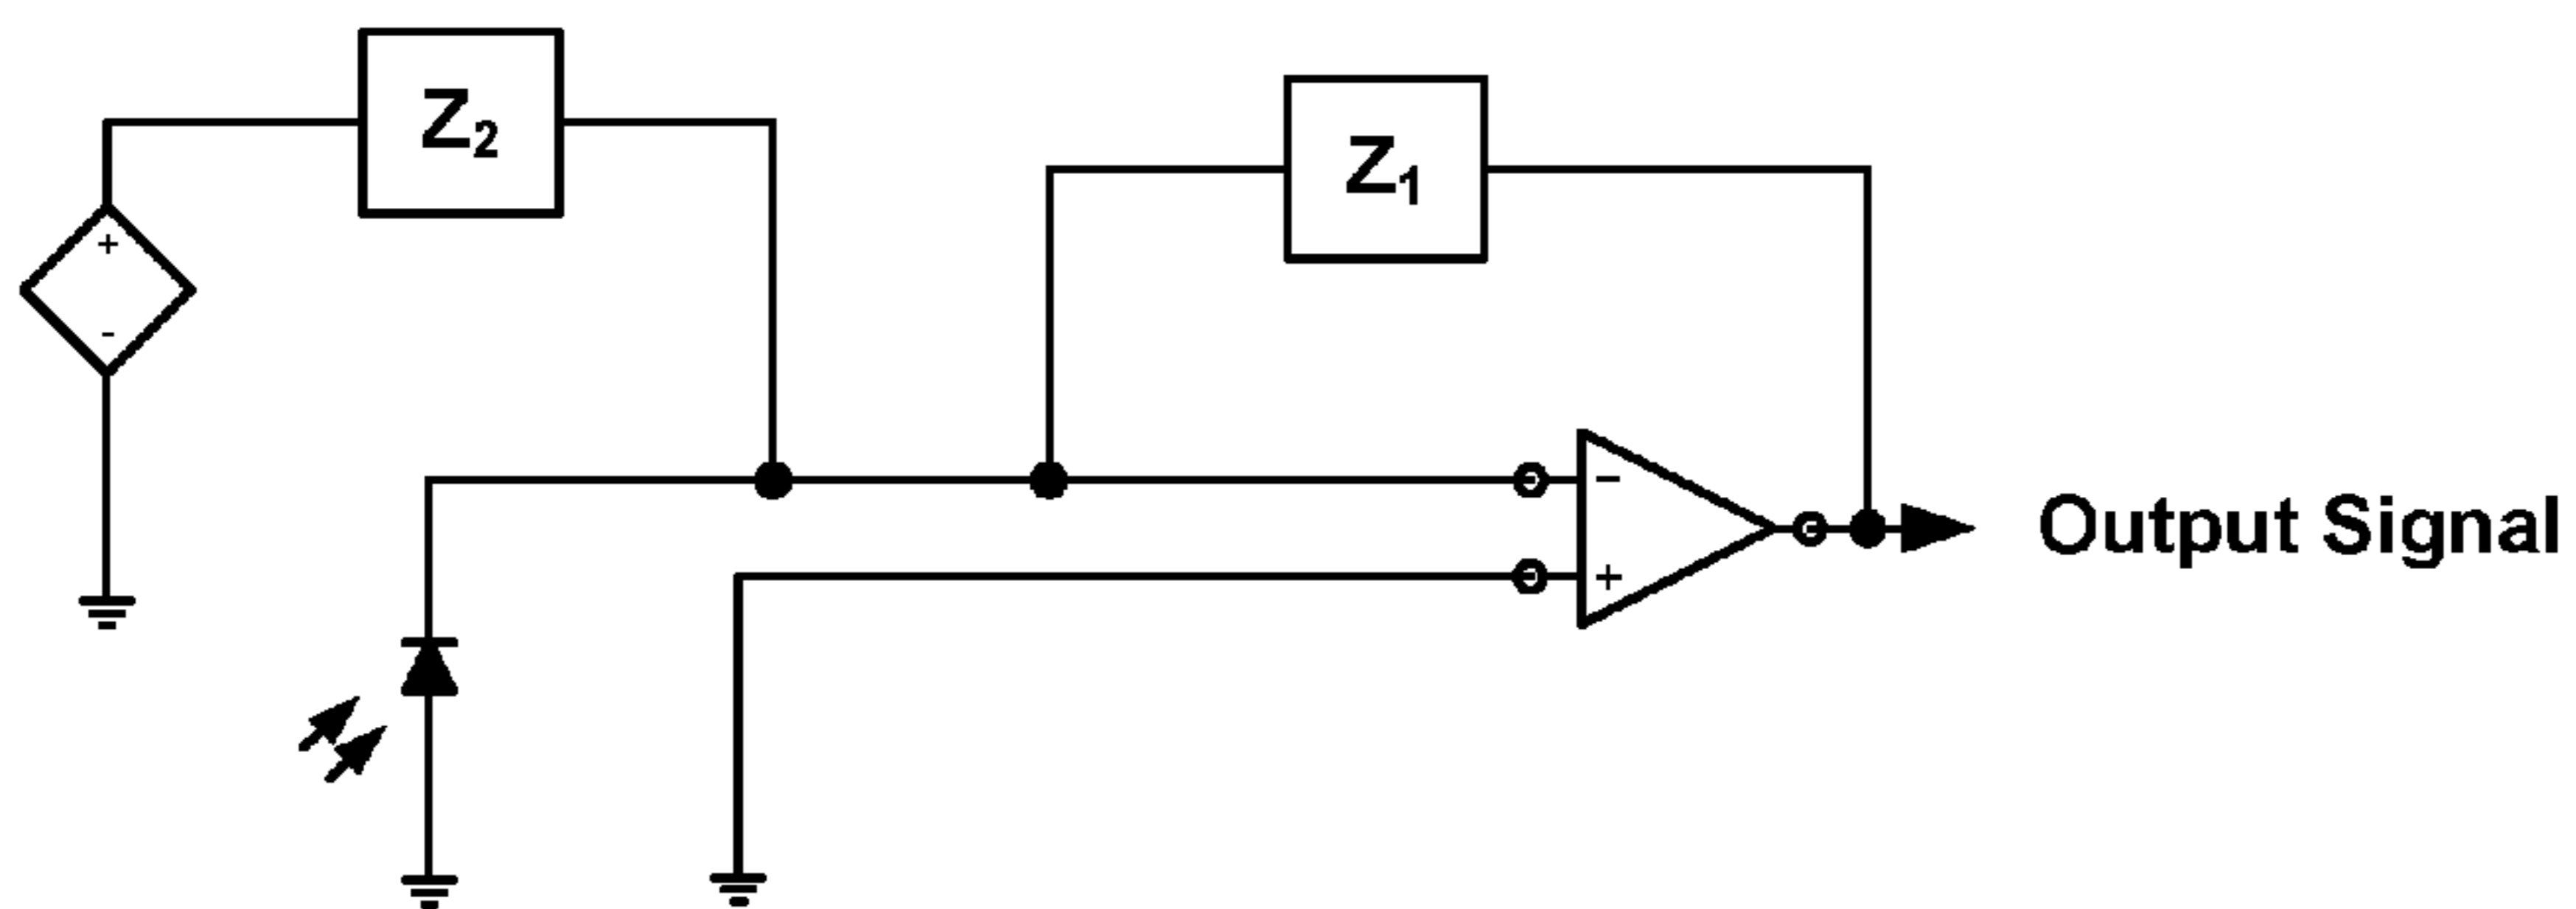 Z₂
Z₁
+
-
−
+
Output Signal